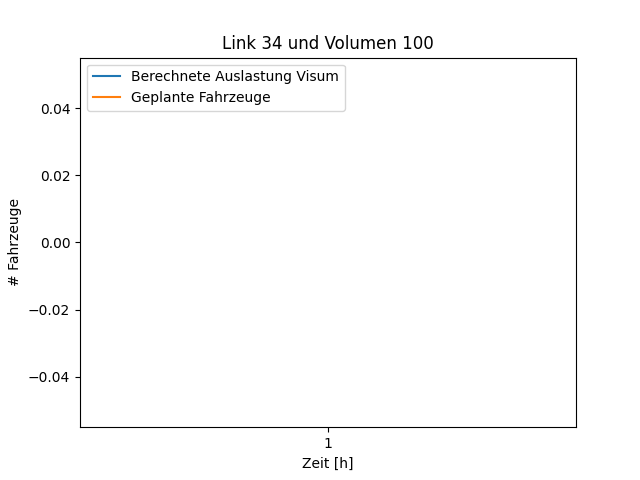 Link 34 und Volumen 100
Berechnete Auslastung Visum
Geplante Fahrzeuge
0.04
0.02
0.00
−0.02
−0.04
# Fahrzeuge
1
Zeit [h]